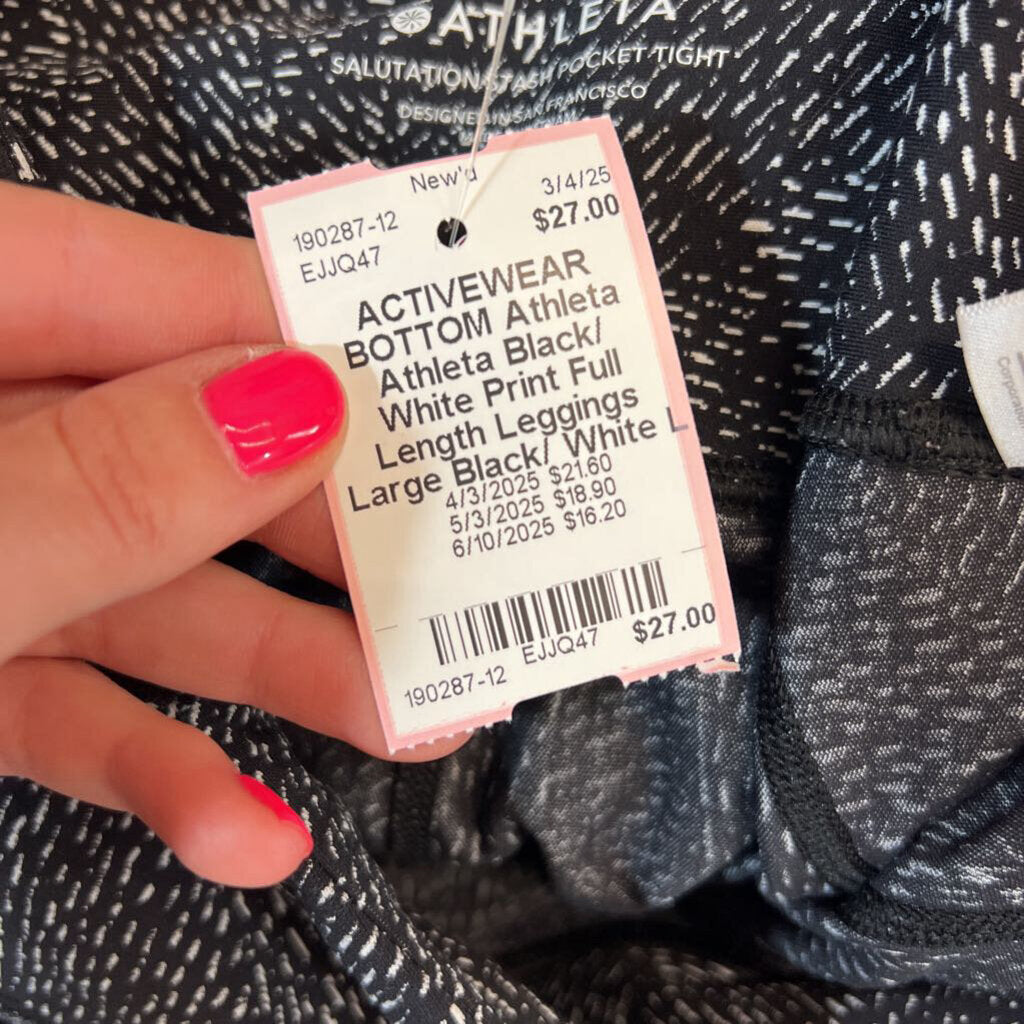 ATHLETA
SALUTATION STASH POCKET TIGHT
DESIGNED IN SAN FRANCISCO
New'd
3/4/25
190287-12
$27.00
EJJQ47
ACTIVEWEAR
BOTTOM Athleta
Athleta Black/
White Print Full
Length Leggings
Large Black/ White L
4/3/2025 $21.60
5/3/2025 $18.90
6/10/2025 $16.20
EJJQ47
$27.00
190287-12